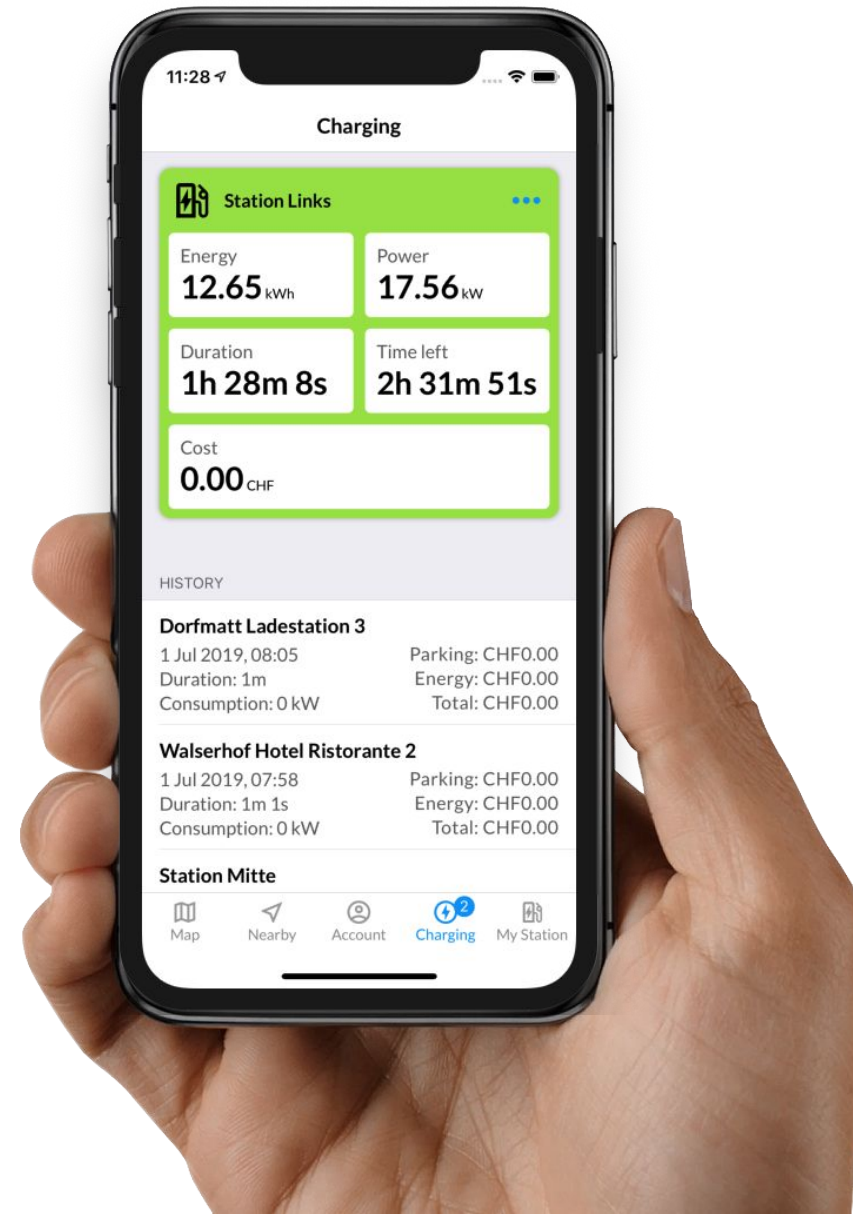 11:28
Charging
Station Links
Energy
12.65 kWh
Power
17.56 kW
Duration
1h 28m 8s
Time left
2h 31m 51s
Cost
0.00 CHF
HISTORY
Dorfmatt Ladestation 3
1 Jul 2019, 08:05
Parking: CHF0.00
Duration: 1m
Energy: CHF0.00
Consumption: 0 kW
Total: CHF0.00
Walserhof Hotel Ristorante 2
1 Jul 2019, 07:58
Parking: CHF0.00
Duration: 1m 1s
Energy: CHF0.00
Consumption: 0 kW
Total: CHF0.00
Station Mitte
2
Map
Nearby
Account
Charging
My Station